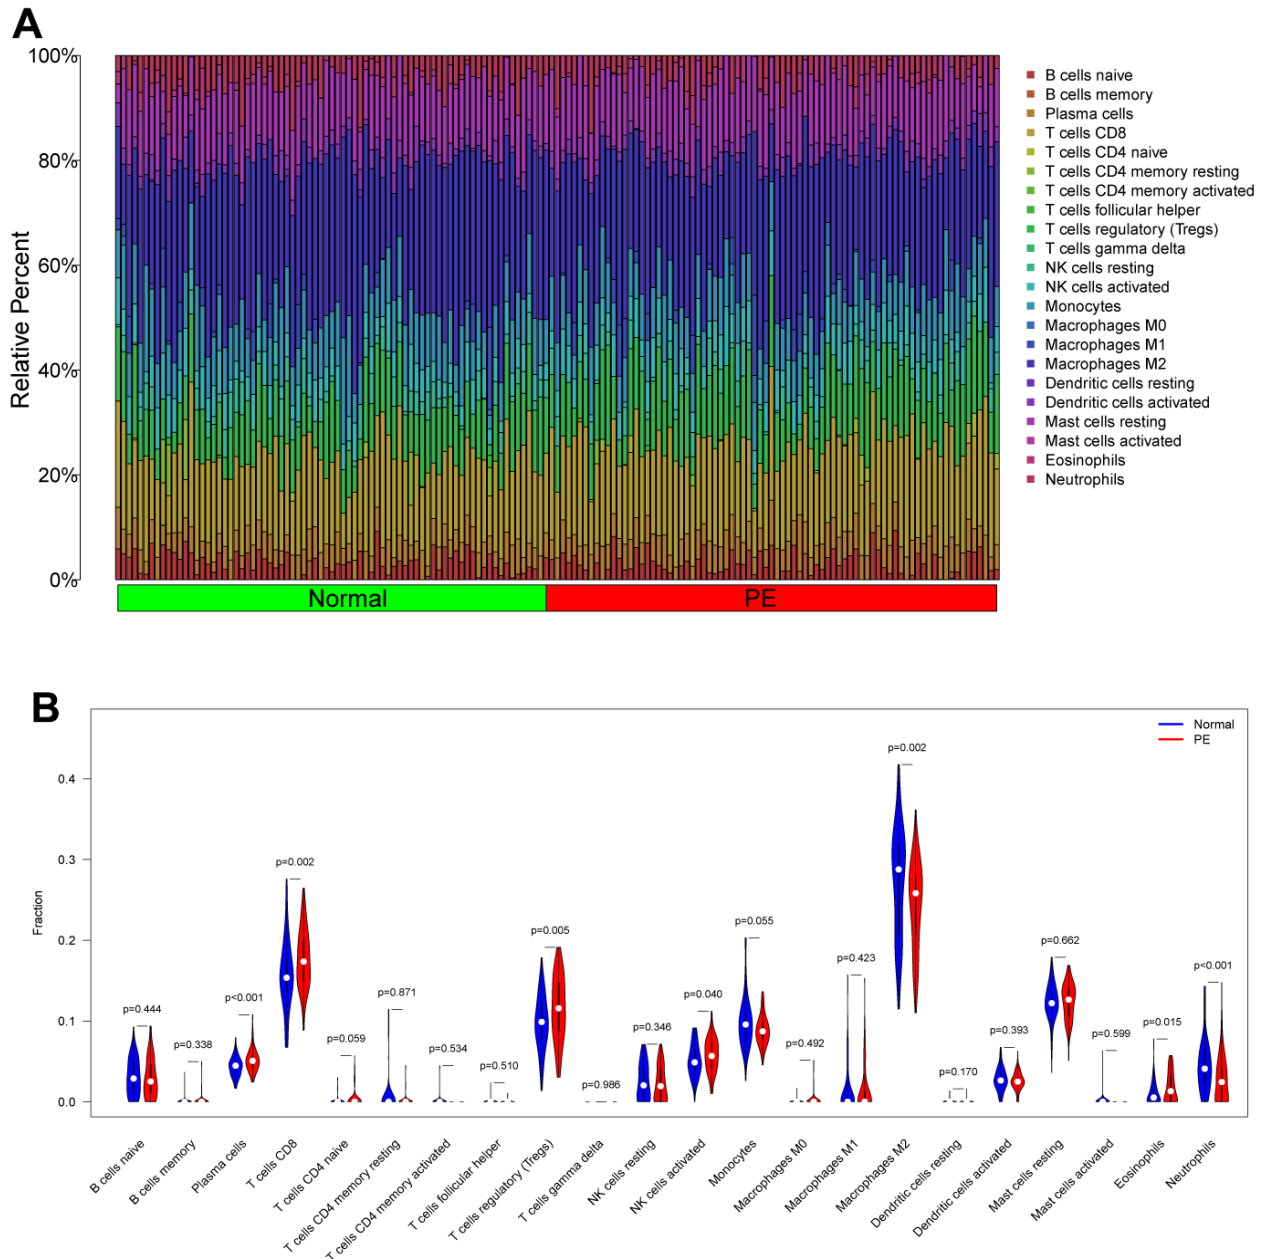 A
100%
80%
60%
40%
20%
0%
Relative Percent
Normal
PE
B cells naive
B cells memory
Plasma cells
T cells CD8
T cells CD4 naive
T cells CD4 memory resting
T cells CD4 memory activated
T cells follicular helper
T cells regulatory (Tregs)
T cells gamma delta
NK cells resting
NK cells activated
Monocytes
Macrophages M0
Macrophages M1
Macrophages M2
Dendritic cells resting
Dendritic cells activated
Mast cells resting
Mast cells activated
Eosinophils
Neutrophils
B
Normal
PE
Fraction
0.4
0.3
0.2
0.1
0.0
p=0.444
p=0.338
p<0.001
p=0.002
p=0.059
p=0.871
p=0.534
p=0.510
p=0.005
p=0.986
p=0.346
p=0.040
p=0.055
p=0.492
p=0.423
p=0.002
p=0.170
p=0.393
p=0.662
p=0.599
p=0.015
p<0.001
B cells naive
B cells memory
Plasma cells
T cells CD8
T cells CD4 naive
T cells CD4 memory resting
T cells CD4 memory activated
T cells follicular helper
T cells regulatory (Tregs)
T cells gamma delta
NK cells resting
NK cells activated
Monocytes
Macrophages M0
Macrophages M1
Macrophages M2
Dendritic cells resting
Dendritic cells activated
Mast cells resting
Mast cells activated
Eosinophils
Neutrophils